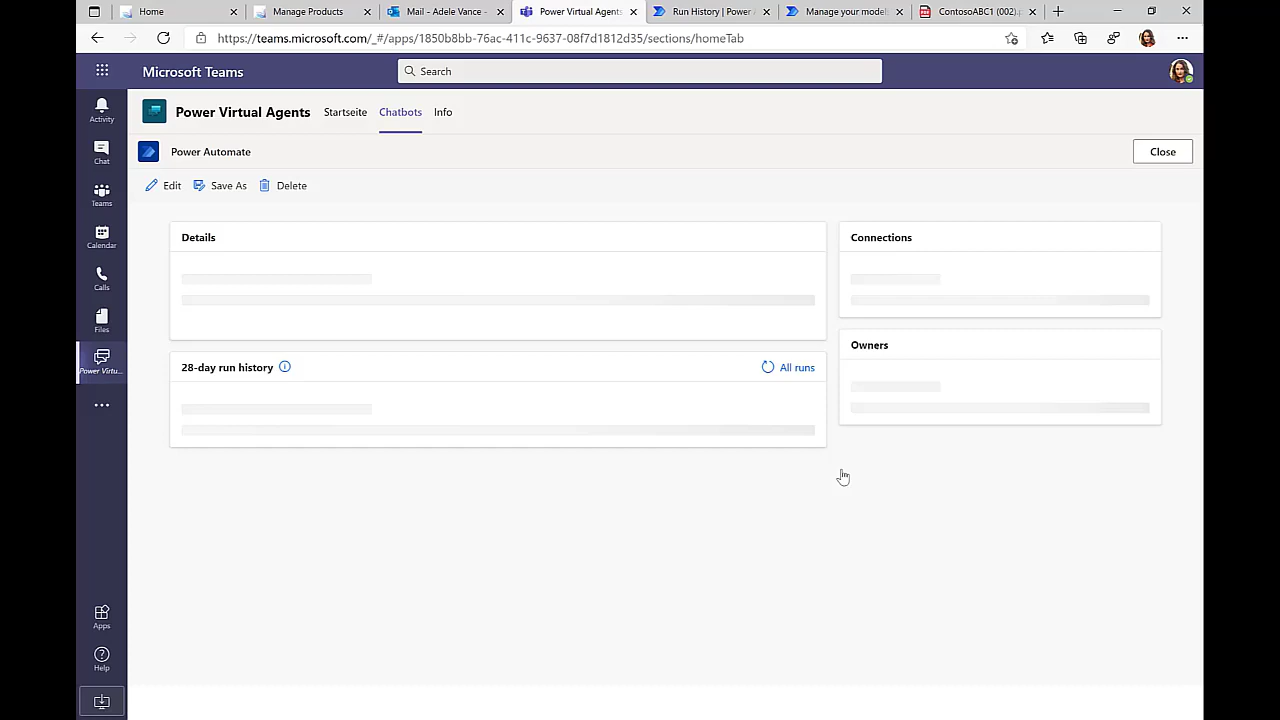 Home
Manage Products
Mail - Adele Vance -
Power Virtual Agents
Run History | Power
Manage your model
ContosoABC1 (002).
https://teams.microsoft.com/_#/apps/1850b8bb-76ac-411c-9637-08f7d1812d35/sections/homeTab
Microsoft Teams
Search
Power Virtual Agents
Startseite
Chatbots
Info
Power Automate
Close
Edit
Save As
Delete
Activity
Chat
Teams
Calendar
Calls
Files
Power Virtu...
Apps
Help
Details
Connections
28-day run history
All runs
Owners